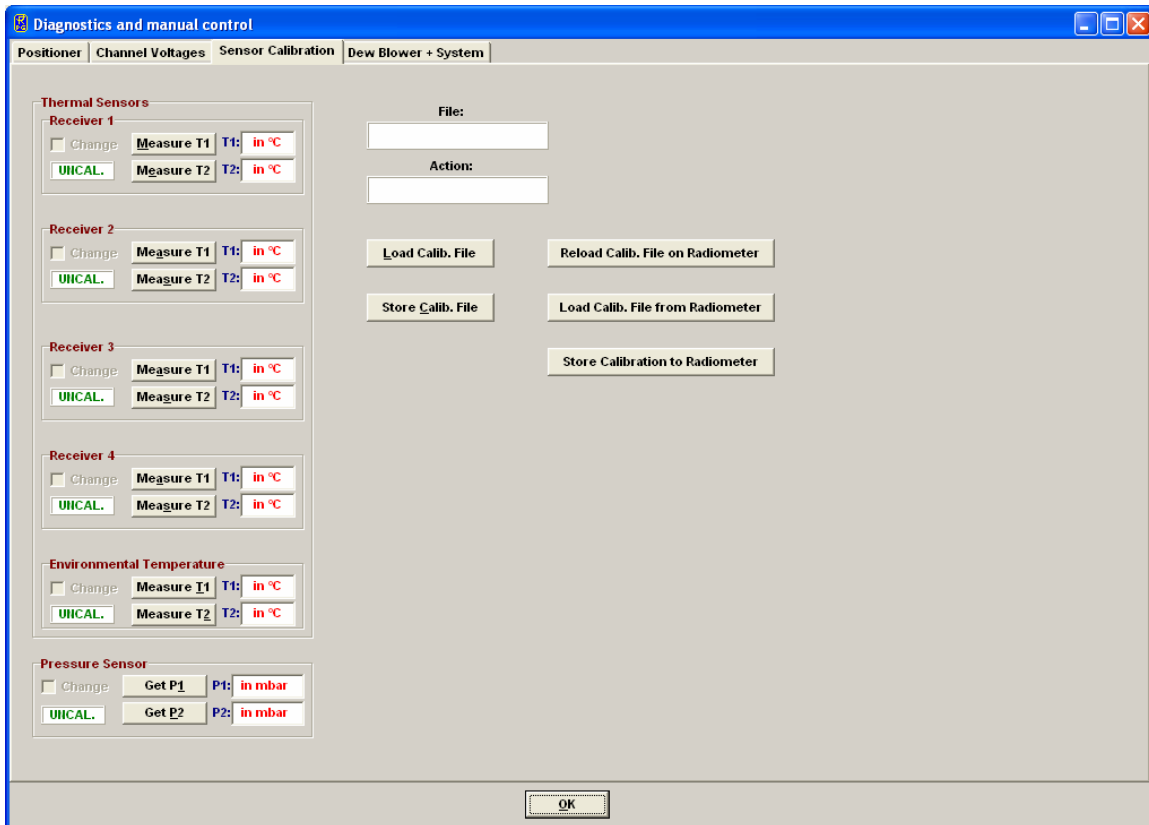 Diagnostics and manual control
Positioner Channel Voltages Sensor Calibration Dew Blower + System
Thermal Sensors
Receiver 1
Change Measure T1 T1: in °C
UNCAL. Measure T2 T2: in °C
Receiver 2
Change Measure T1 T1: in °C
UNCAL. Measure T2 T2: in °C
Receiver 3
Change Measure T1 T1: in °C
UNCAL. Measure T2 T2: in °C
Receiver 4
Change Measure T1 T1: in °C
UNCAL. Measure T2 T2: in °C
Environmental Temperature
Change Measure T1 T1: in °C
UNCAL. Measure T2 T2: in °C
Pressure Sensor
Change Get P1 P1: in mbar
UNCAL. Get P2 P2: in mbar
File:
Action:
Load Calib. File Reload Calib. File on Radiometer
Store Calib. File Load Calib. File from Radiometer
Store Calibration to Radiometer
OK